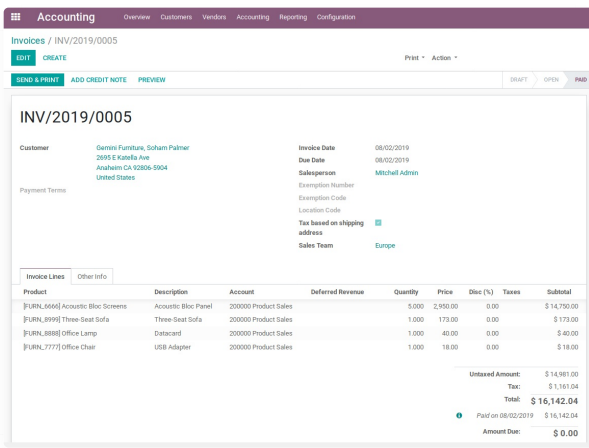 Accounting Overview Customers Vendors Accounting Reporting Configuration
Invoices / INV/2019/0005
EDIT CREATE Print Action
SEND & PRINT ADD CREDIT NOTE PREVIEW DRAFT OPEN PAID
INV/2019/0005
Customer Gemini Furniture, Soham Palmer
2695 E Katella Ave
Anaheim CA 92806-5904
United States
Payment Terms
Invoice Date 08/02/2019
Due Date 08/02/2019
Salesperson Mitchell Admin
Exemption Number
Exemption Code
Location Code
Tax based on shipping
address
Sales Team Europe
Invoice Lines Other Info
Product Description Account Deferred Revenue Quantity Price Disc (%) Taxes Subtotal
[FURN_6666] Acoustic Bloc Screens Acoustic Bloc Panel 200000 Product Sales 5.000 2,950.00 0.00 $ 14,750.00
[FURN_8999] Three-Seat Sofa Three-Seat Sofa 200000 Product Sales 1.000 173.00 0.00 $ 173.00
[FURN_8888] Office Lamp Datacard 200000 Product Sales 1.000 40.00 0.00 $ 40.00
[FURN_7777] Office Chair USB Adapter 200000 Product Sales 1.000 18.00 0.00 $ 18.00
Untaxed Amount: $ 14,981.00
Tax: $ 1,161.04
Total: $ 16,142.04
Paid on 08/02/2019 $ 16,142.04
Amount Due: $ 0.00